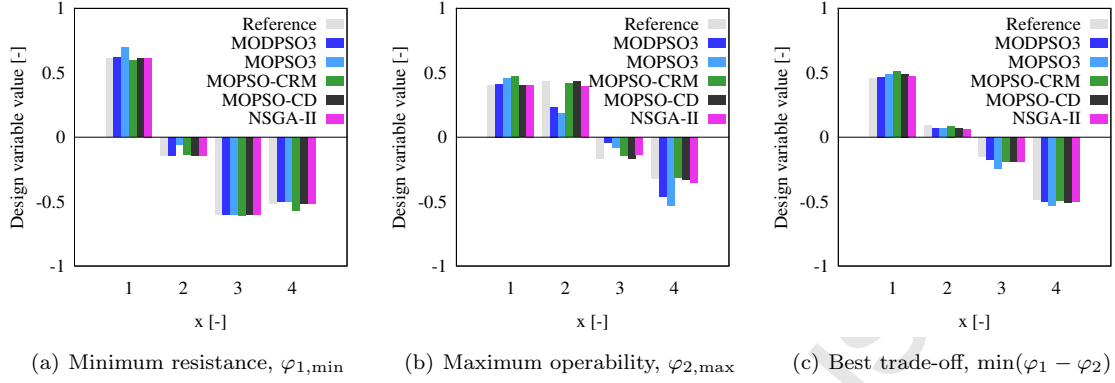 1
0.5
0
-0.5
-1
Design variable value [-]
1 2 3 4
x [-]
Reference
MODPSO3
MOPSO3
MOPSO-CRM
MOPSO-CD
NSGA-II
(a) Minimum resistance, φ1,min
1
0.5
0
-0.5
-1
Design variable value [-]
1 2 3 4
x [-]
Reference
MODPSO3
MOPSO3
MOPSO-CRM
MOPSO-CD
NSGA-II
(b) Maximum operability, φ2,max
1
0.5
0
-0.5
-1
Design variable value [-]
1 2 3 4
x [-]
Reference
MODPSO3
MOPSO3
MOPSO-CRM
MOPSO-CD
NSGA-II
(c) Best trade-off, min(φ1 − φ2)